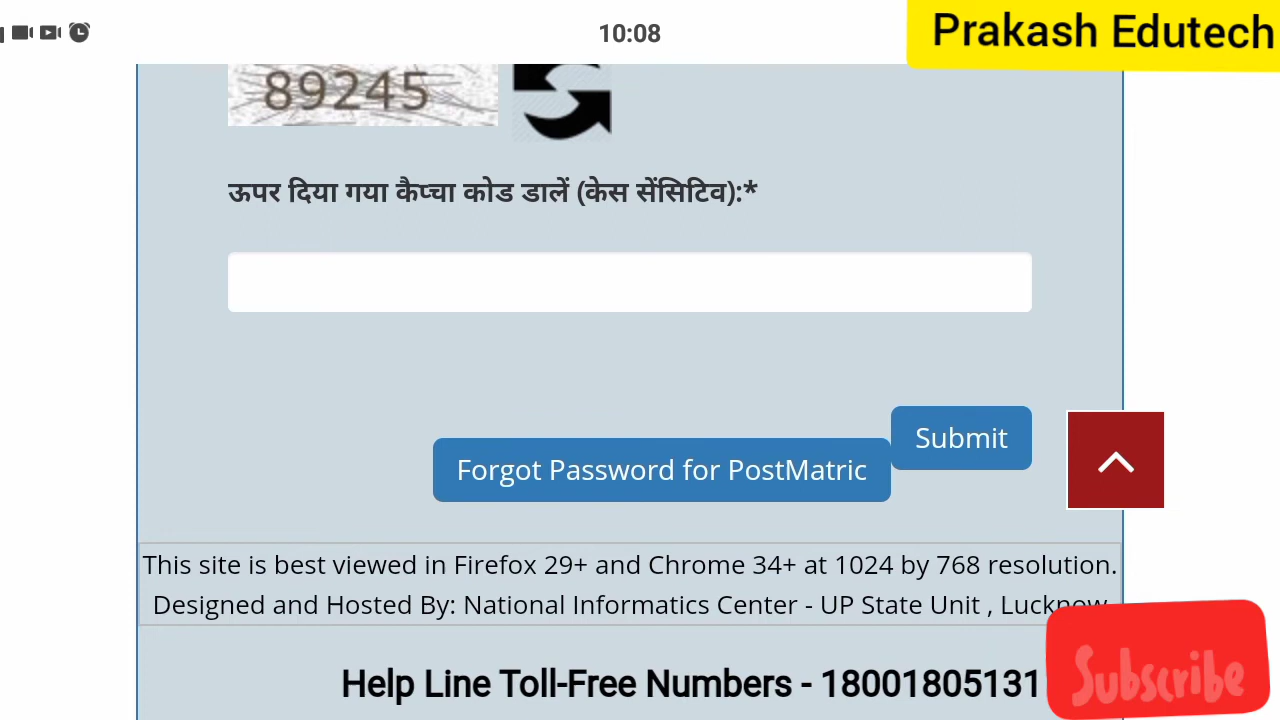 10:08
Prakash Edutech
89245
ऊपर दिया गया कैप्चा कोड डालें (केस सेंसिटिव):*
Submit
Forgot Password for PostMatric
This site is best viewed in Firefox 29+ and Chrome 34+ at 1024 by 768 resolution.
Designed and Hosted By: National Informatics Center - UP State Unit , Lucknow
Help Line Toll-Free Numbers - 18001805131
Subscribe